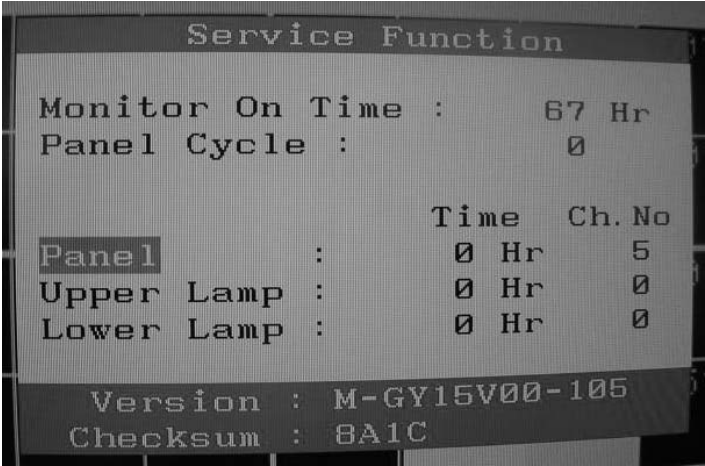 Service Function
Monitor On Time : 67 Hr
Panel Cycle : 0
Time Ch.No
Panel : 0 Hr 5
Upper Lamp : 0 Hr 0
Lower Lamp : 0 Hr 0
Version : M-GY15V00-105
Checksum : 8A1C